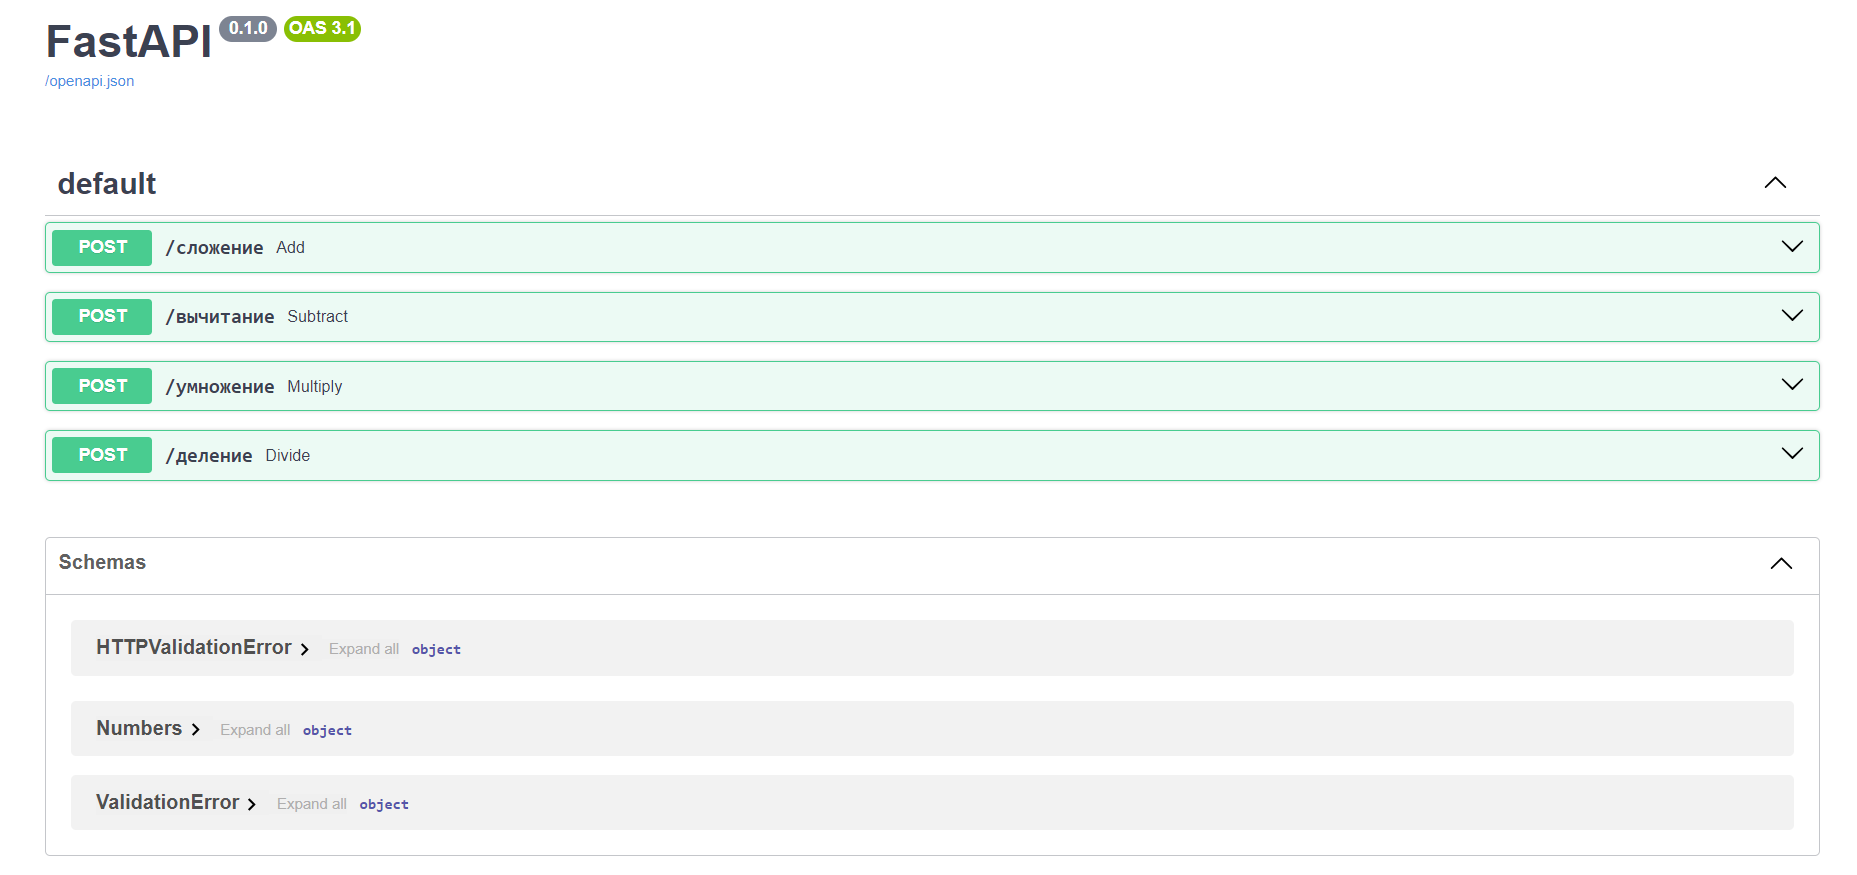 FastAPI 0.1.0 OAS 3.1
/openapi.json
default
POST /сложение Add
POST /вычитание Subtract
POST /умножение Multiply
POST /деление Divide
Schemas
HTTPValidationError Expand all object
Numbers Expand all object
ValidationError Expand all object